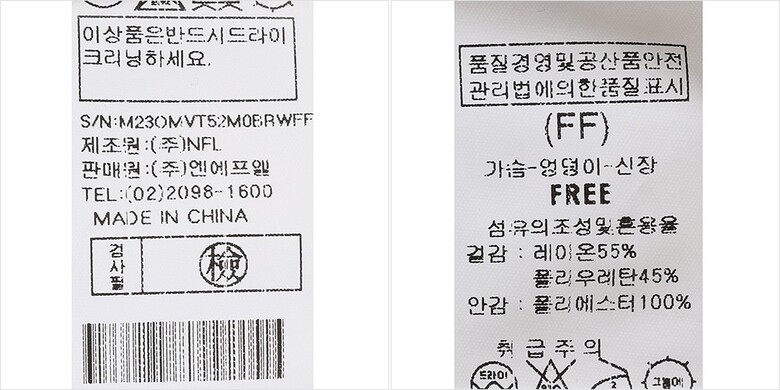 이상품은반드시드라이
크리닝하세요.
제조원:(주)NFL
판매원:(주)엔에프엘
TEL:(02)2098-1600
MADE IN CHINA
검사필
檢
품질경영및공산품안전
관리법에의한품질표시
(FF)
가슴-엉덩이-신장
FREE
섬유의조성및혼용율
겉감 : 레이온55%
폴리우레탄45%
안감 : 폴리에스터100%
취급주의
드라이